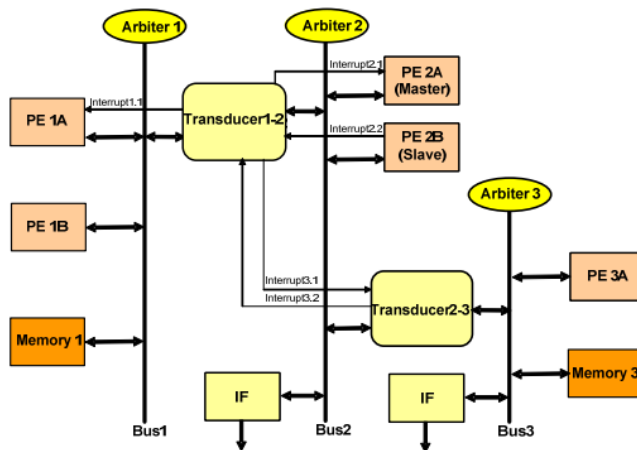 Arbiter 1
Arbiter 2
Interrupt2.1
PE 2A
(Master)
Interrupt1.1
PE 1A
Transducer1-2
Interrupt2.2
PE 2B
(Slave)
Arbiter 3
PE 1B
Interrupt3.1
PE 3A
Interrupt3.2
Transducer2-3
Memory 1
Memory 3
IF
IF
Bus1
Bus2
Bus3